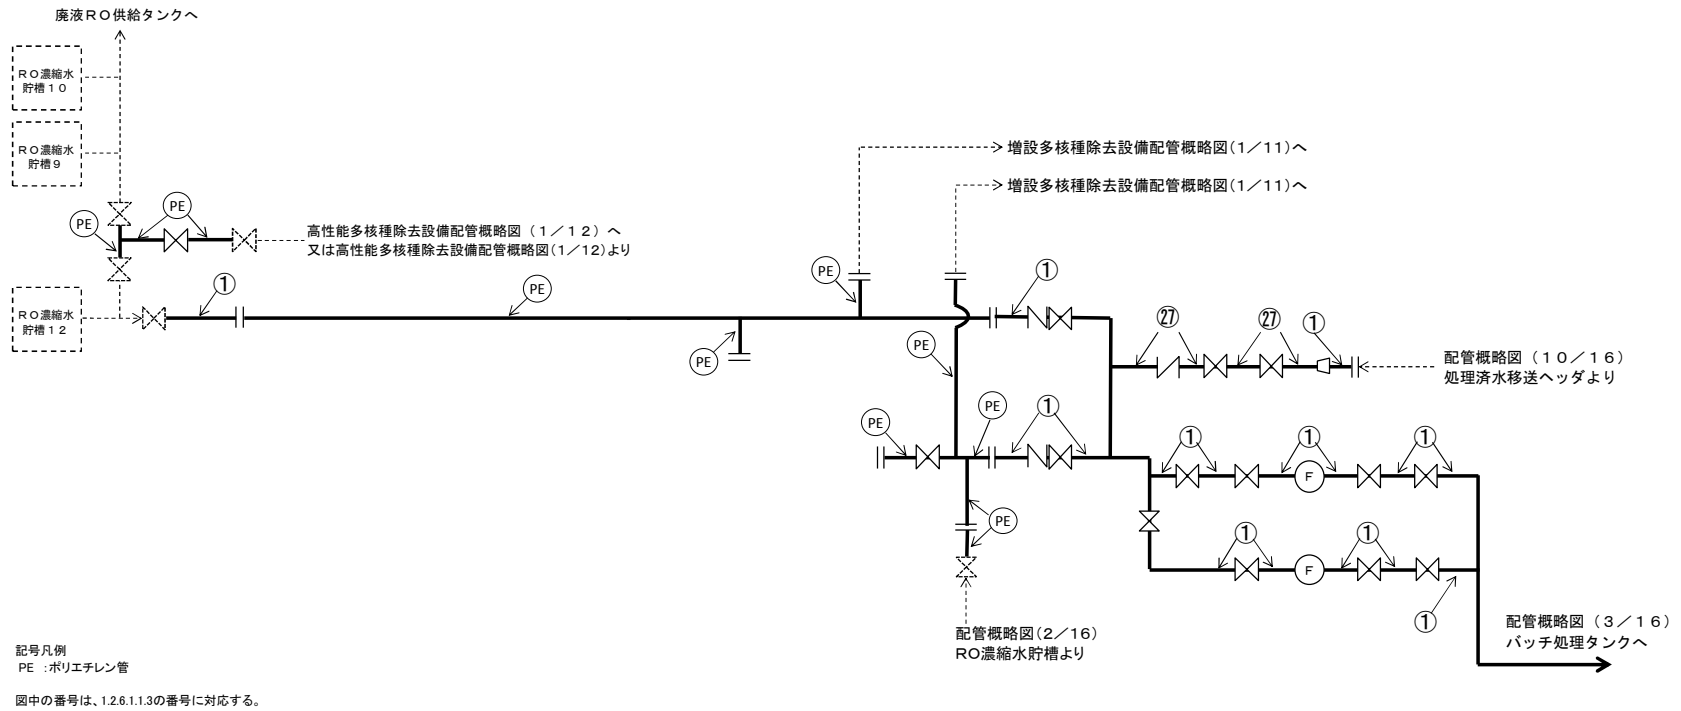 廃液RO供給タンクへ
RO濃縮水
貯槽10
RO濃縮水
貯槽9
PE
PE
高性能多核種除去設備配管概略図(1/12)へ
又は高性能多核種除去設備配管概略図(1/12)より
RO濃縮水
貯槽12
①
PE
PE
PE
増設多核種除去設備配管概略図(1/11)へ
増設多核種除去設備配管概略図(1/11)へ
①
PE
㉗
㉗
①
配管概略図(10/16)
処理済水移送ヘッダより
PE
PE
①
PE
配管概略図(2/16)
RO濃縮水貯槽より
①
①
①
F
①
①
F
①
配管概略図(3/16)
バッチ処理タンクへ
記号凡例
PE :ポリエチレン管
図中の番号は、1.2.6.1.1.3の番号に対応する。